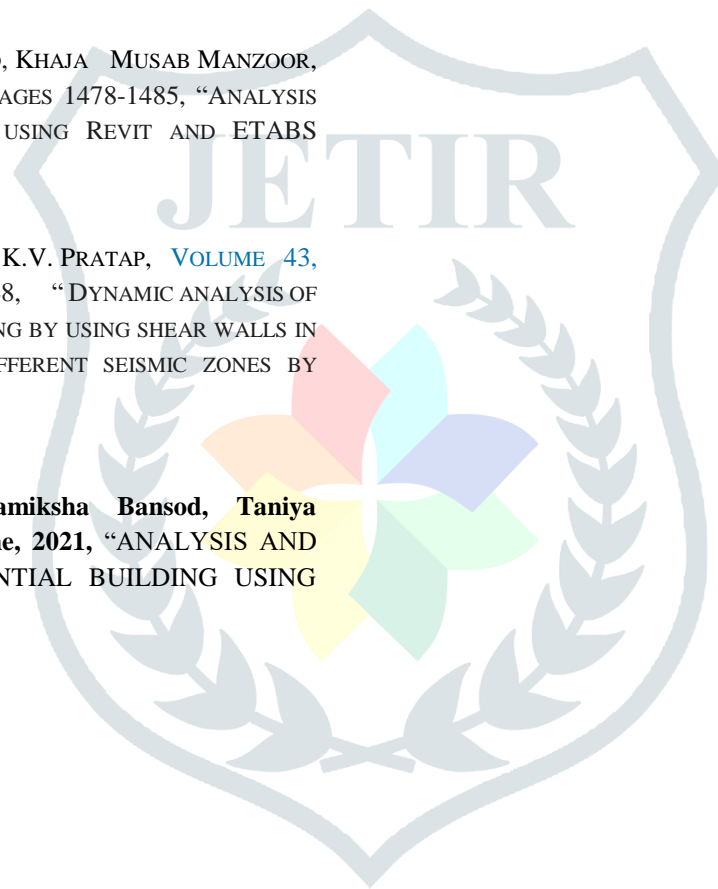 , KHAJA MUSAB MANZOOR,
AGES 1478-1485, “ANALYSIS
USING REVIT AND ETABS
JETIR
K.V. PRATAP, VOLUME 43,
8, “DYNAMIC ANALYSIS OF
NG BY USING SHEAR WALLS IN
FFERENT SEISMIC ZONES BY
amiksha Bansod, Taniya
ne, 2021, “ANALYSIS AND
NTIAL BUILDING USING